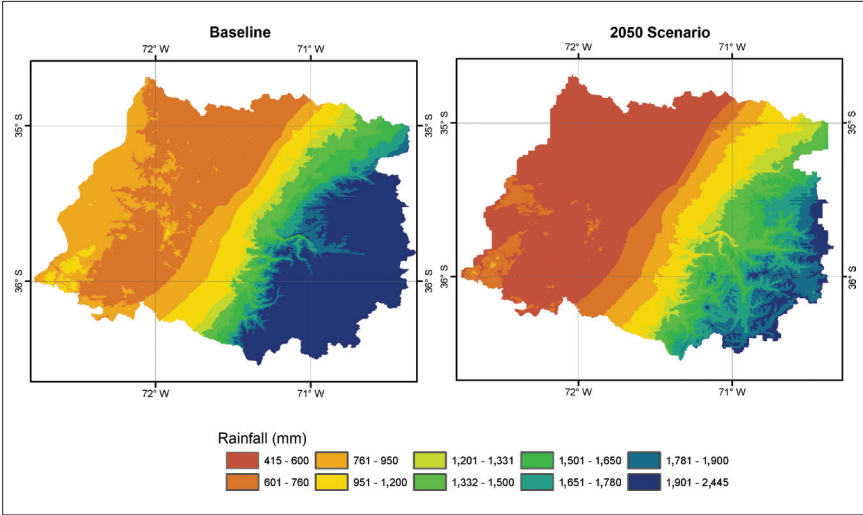 Baseline
2050 Scenario
72° W
71° W
72° W
71° W
35° S
35° S
35° S
35° S
36° S
36° S
36° S
36° S
72° W
71° W
72° W
71° W
Rainfall (mm)
415 - 600
761 - 950
1,201 - 1,331
1,501 - 1,650
1,781 - 1,900
601 - 760
951 - 1,200
1,332 - 1,500
1,651 - 1,780
1,901 - 2,445